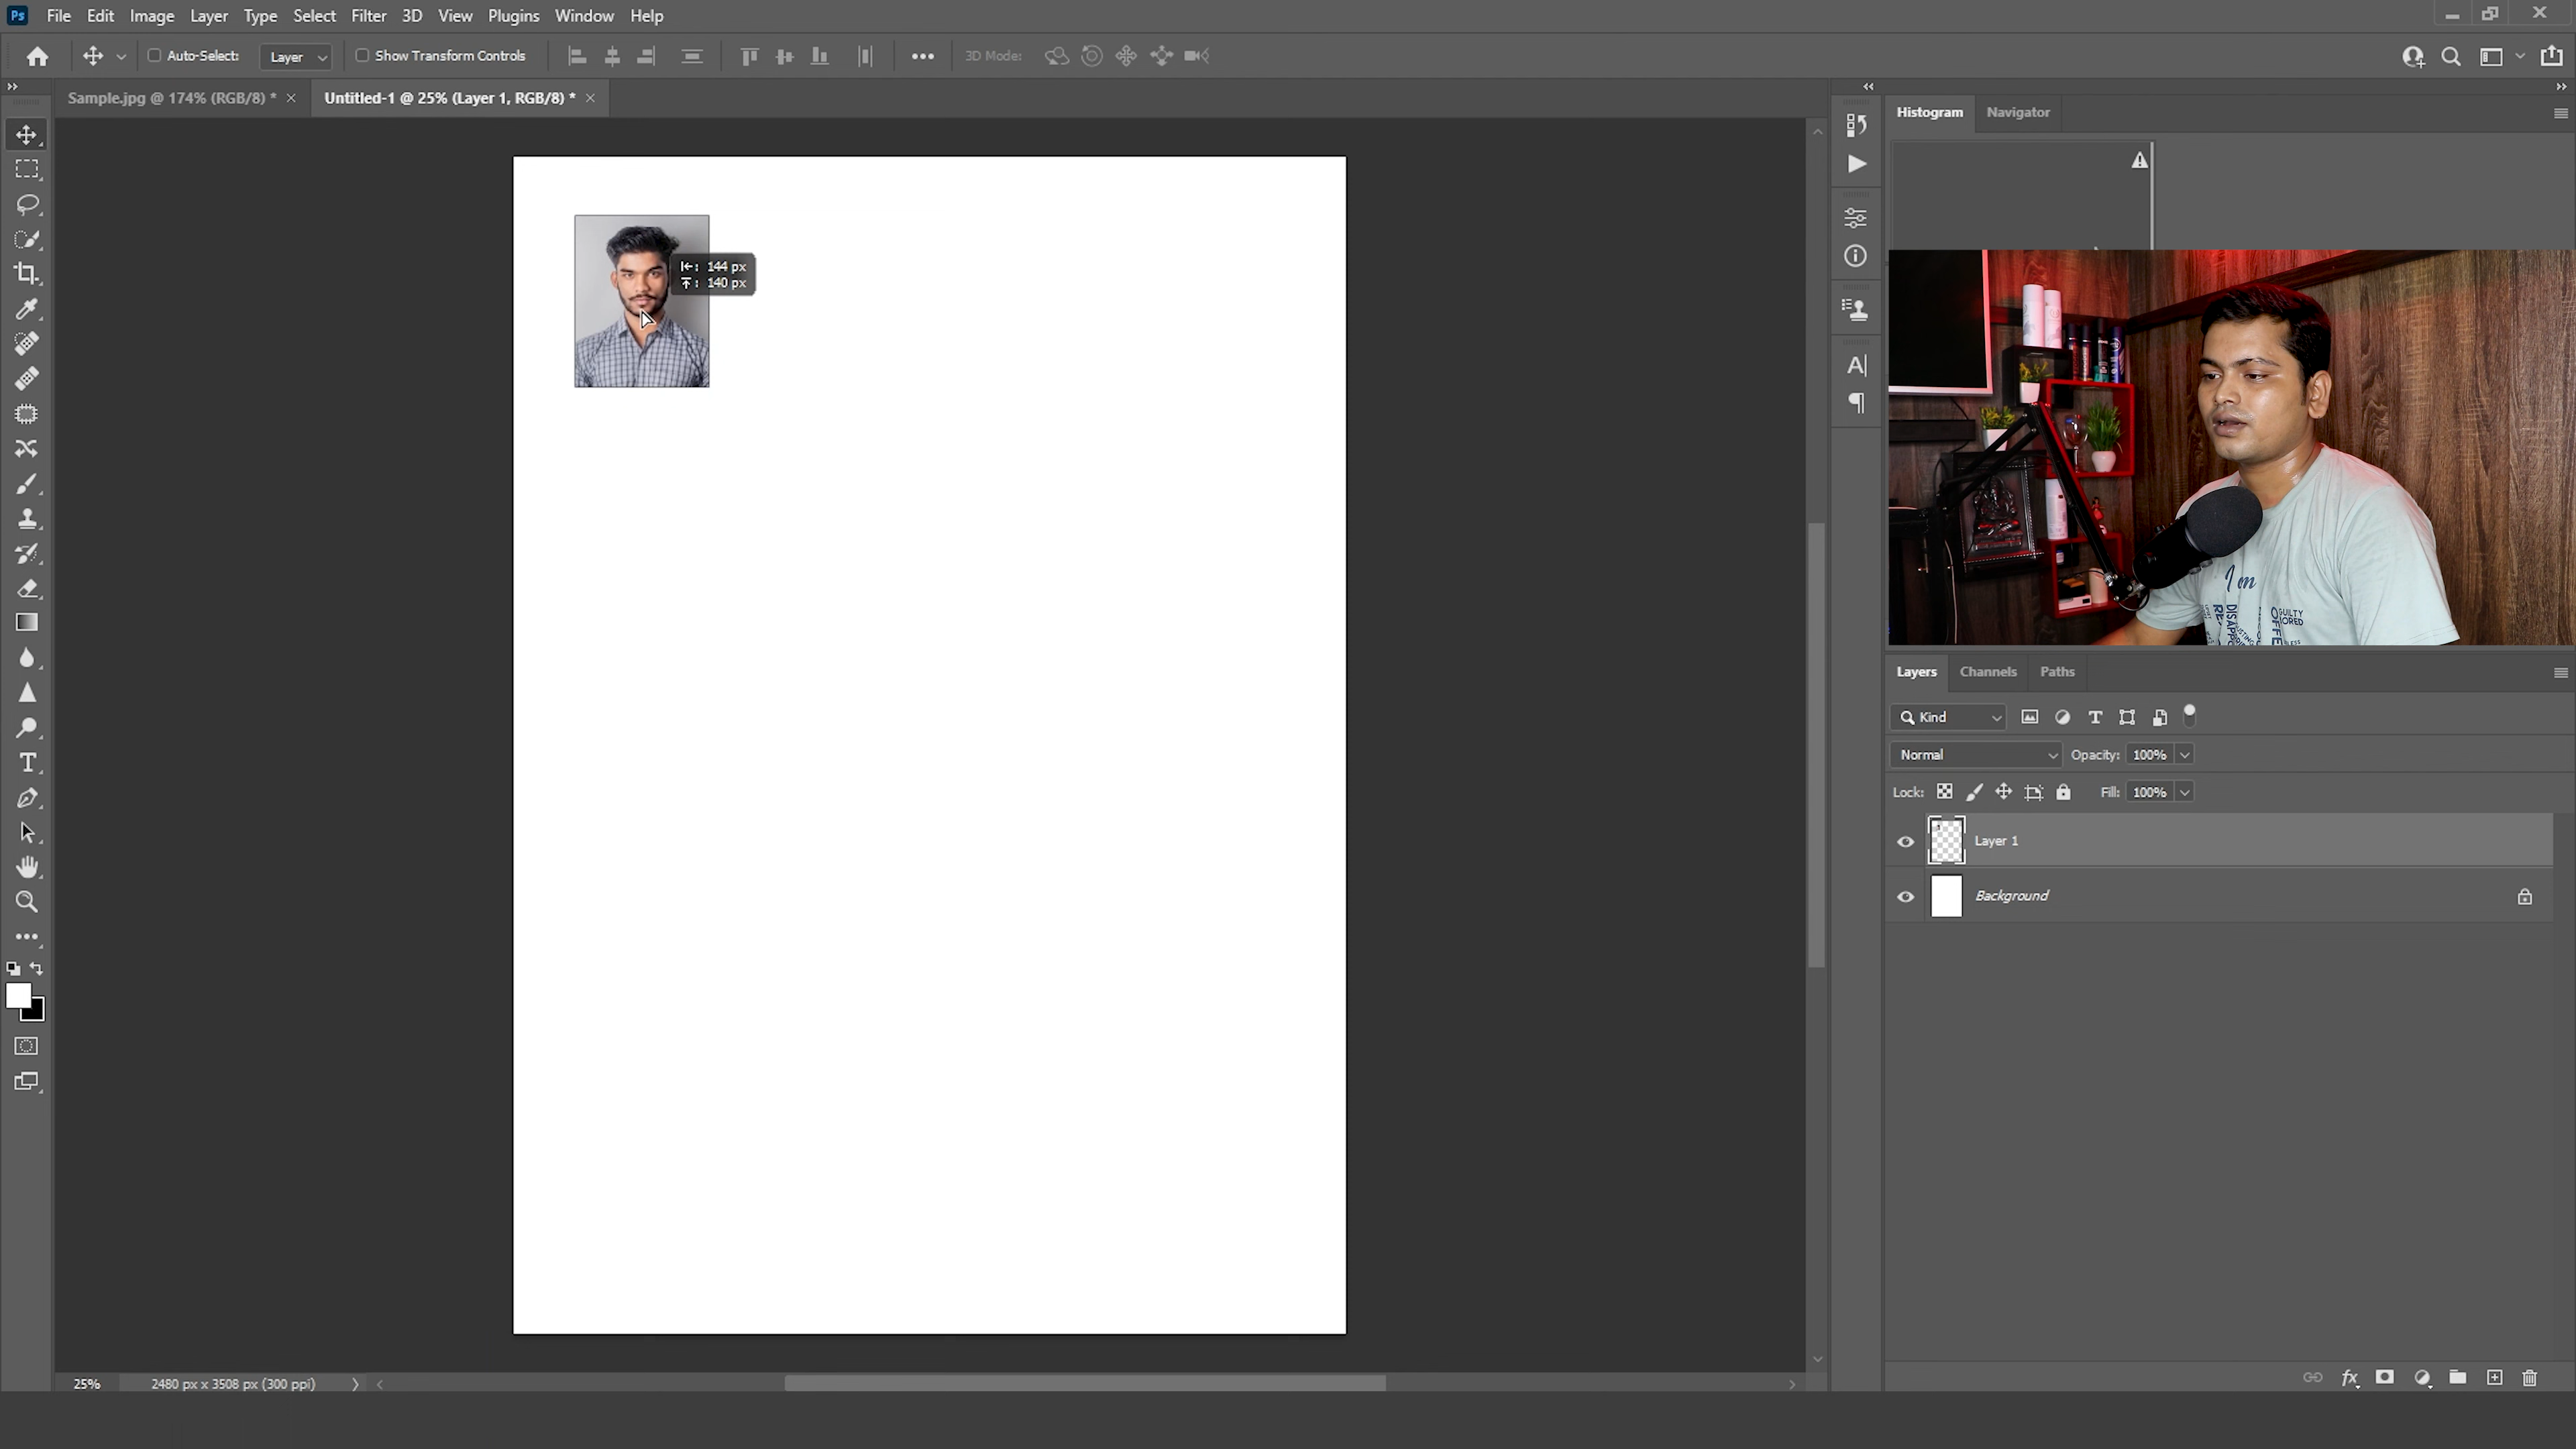 Ps File Edit Image Layer Type Select Filter 3D View Plugins Window Help
Auto-Select: Layer Show Transform Controls 3D Mode:
Sample.jpg @ 174% (RGB/8) * × Untitled-1 @ 25% (Layer 1, RGB/8) * ×
Histogram Navigator
144 px
140 px
I m
GUILTY
Layers Channels Paths
Kind
Normal Opacity: 100%
Lock: Fill: 100%
Layer 1
Background
25% 2480 px x 3508 px (300 ppi)